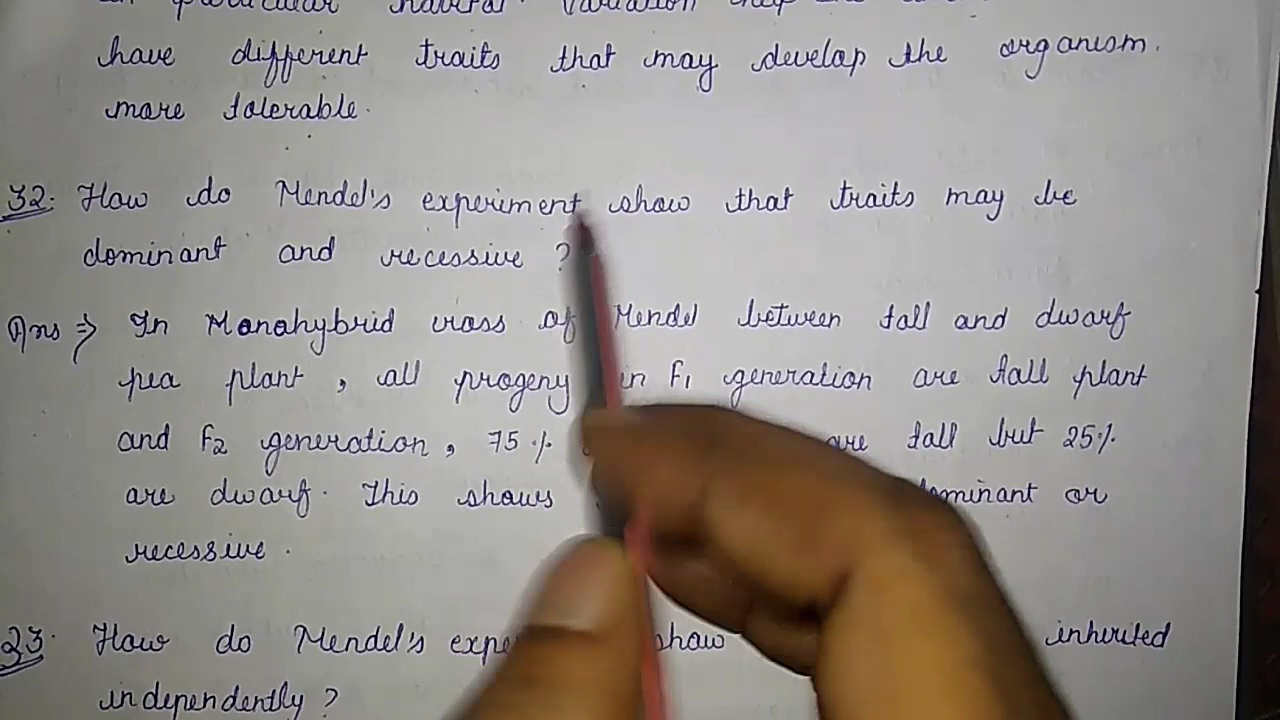 have different traits that may develop the organism.
more tolerable.
32. How do Mendel's experiment show that traits may be
dominant and recessive ?
Ans ⇒ In Monohybrid cross of Mendel between tall and dwarf
pea plant , all progeny in F1 generation are tall plant
and F2 generation , 75 % are tall but 25%
are dwarf. This shows dominant or
recessive .
33. How do Mendel's show inherited
independently ?